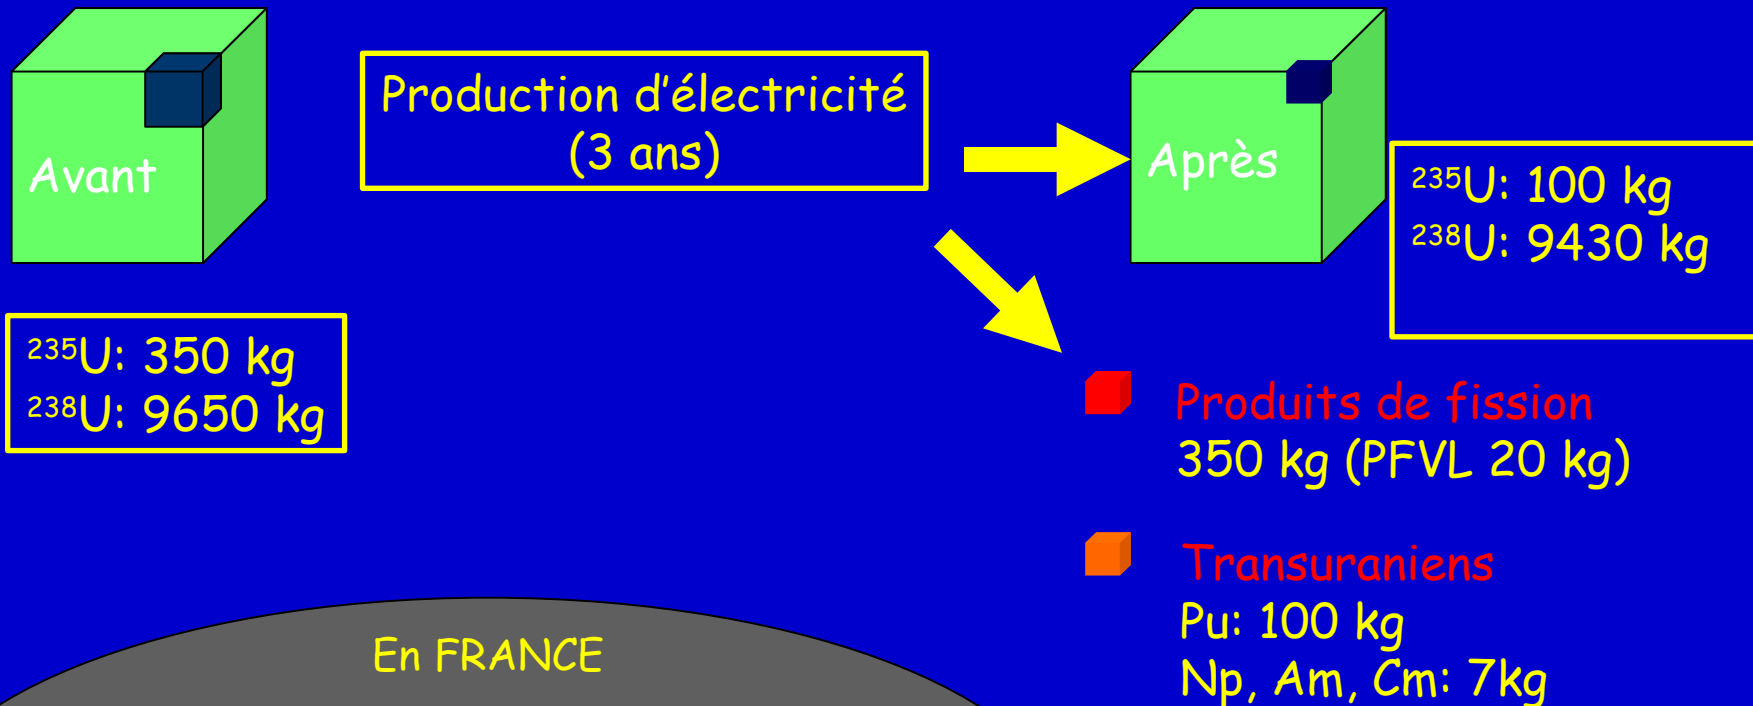 Avant
Production d'électricité
(3 ans)
Après
235U: 350 kg
238U: 9650 kg
235U: 100 kg
238U: 9430 kg
Produits de fission
350 kg (PFVL 20 kg)
Transuraniens
Pu: 100 kg
Np, Am, Cm: 7kg
En FRANCE